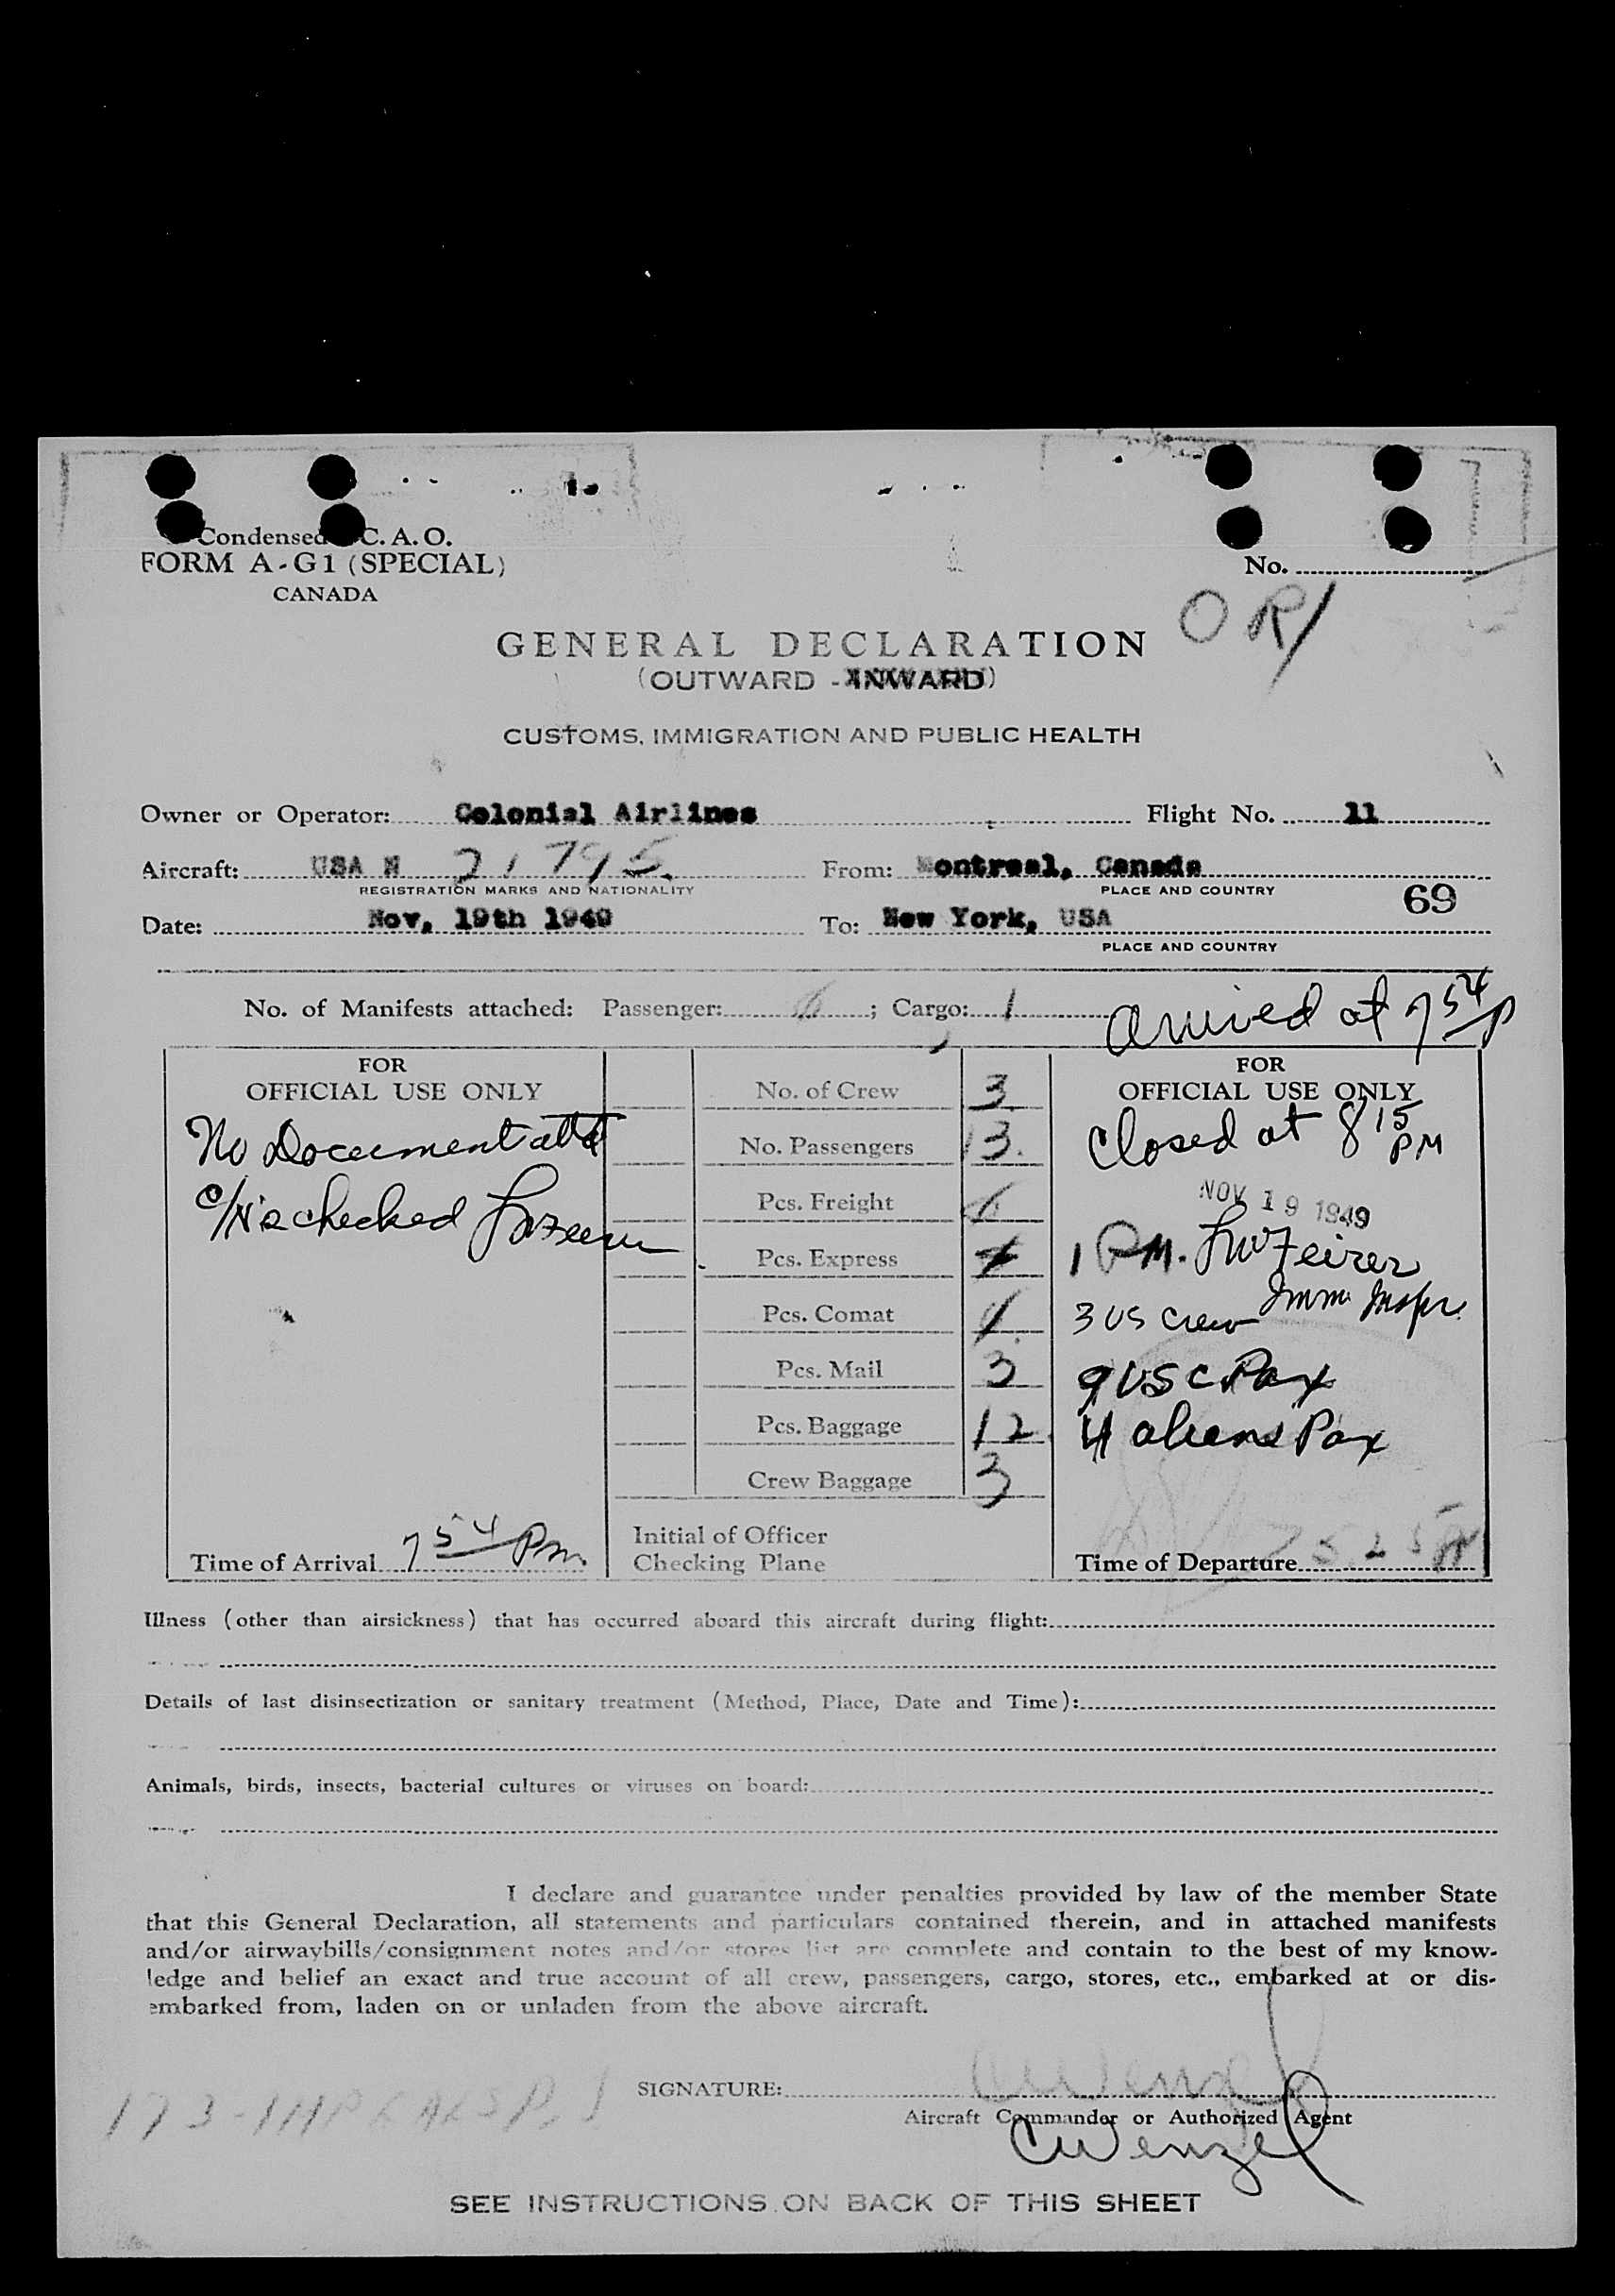 Condensed C. A. O.
FORM A-G1 (SPECIAL)
CANADA
No.
GENERAL DECLARATION
(OUTWARD - INWARD)
CUSTOMS, IMMIGRATION AND PUBLIC HEALTH
Owner or Operator: Colonial Airlines Flight No. 11
Aircraft: USA N 21795 From: Montreal, Canada
REGISTRATION MARKS AND NATIONALITY PLACE AND COUNTRY
69
Date: Nov, 19th 1949 To: New York, USA
PLACE AND COUNTRY
No. of Manifests attached: Passenger: ; Cargo: 1
arrived at 7 54 p
FOR
OFFICIAL USE ONLY
No Document attd
c/N's checked
Time of Arrival 7 54 Pm.
No. of Crew 3
No. Passengers 13.
Pcs. Freight
Pcs. Express
Pcs. Comat
Pcs. Mail 3
Pcs. Baggage 12.
Crew Baggage 3
Initial of Officer
Checking Plane
FOR
OFFICIAL USE ONLY
Closed at 8 15 PM
NOV 19 1949
1 PM.
Imm. Inspr.
3 US Crew
9 USC Pax
4 aliens Pax
Time of Departure
Illness (other than airsickness) that has occurred aboard this aircraft during flight:
Details of last disinsectization or sanitary treatment (Method, Place, Date and Time):
Animals, birds, insects, bacterial cultures or viruses on board:
I declare and guarantee under penalties provided by law of the member State
that this General Declaration, all statements and particulars contained therein, and in attached manifests
and/or airwaybills/consignment notes and/or stores list are complete and contain to the best of my know-
ledge and belief an exact and true account of all crew, passengers, cargo, stores, etc., embarked at or dis-
embarked from, laden on or unladen from the above aircraft.
SIGNATURE: CWenzel
Aircraft Commander or Authorized Agent
CWenzel
SEE INSTRUCTIONS ON BACK OF THIS SHEET